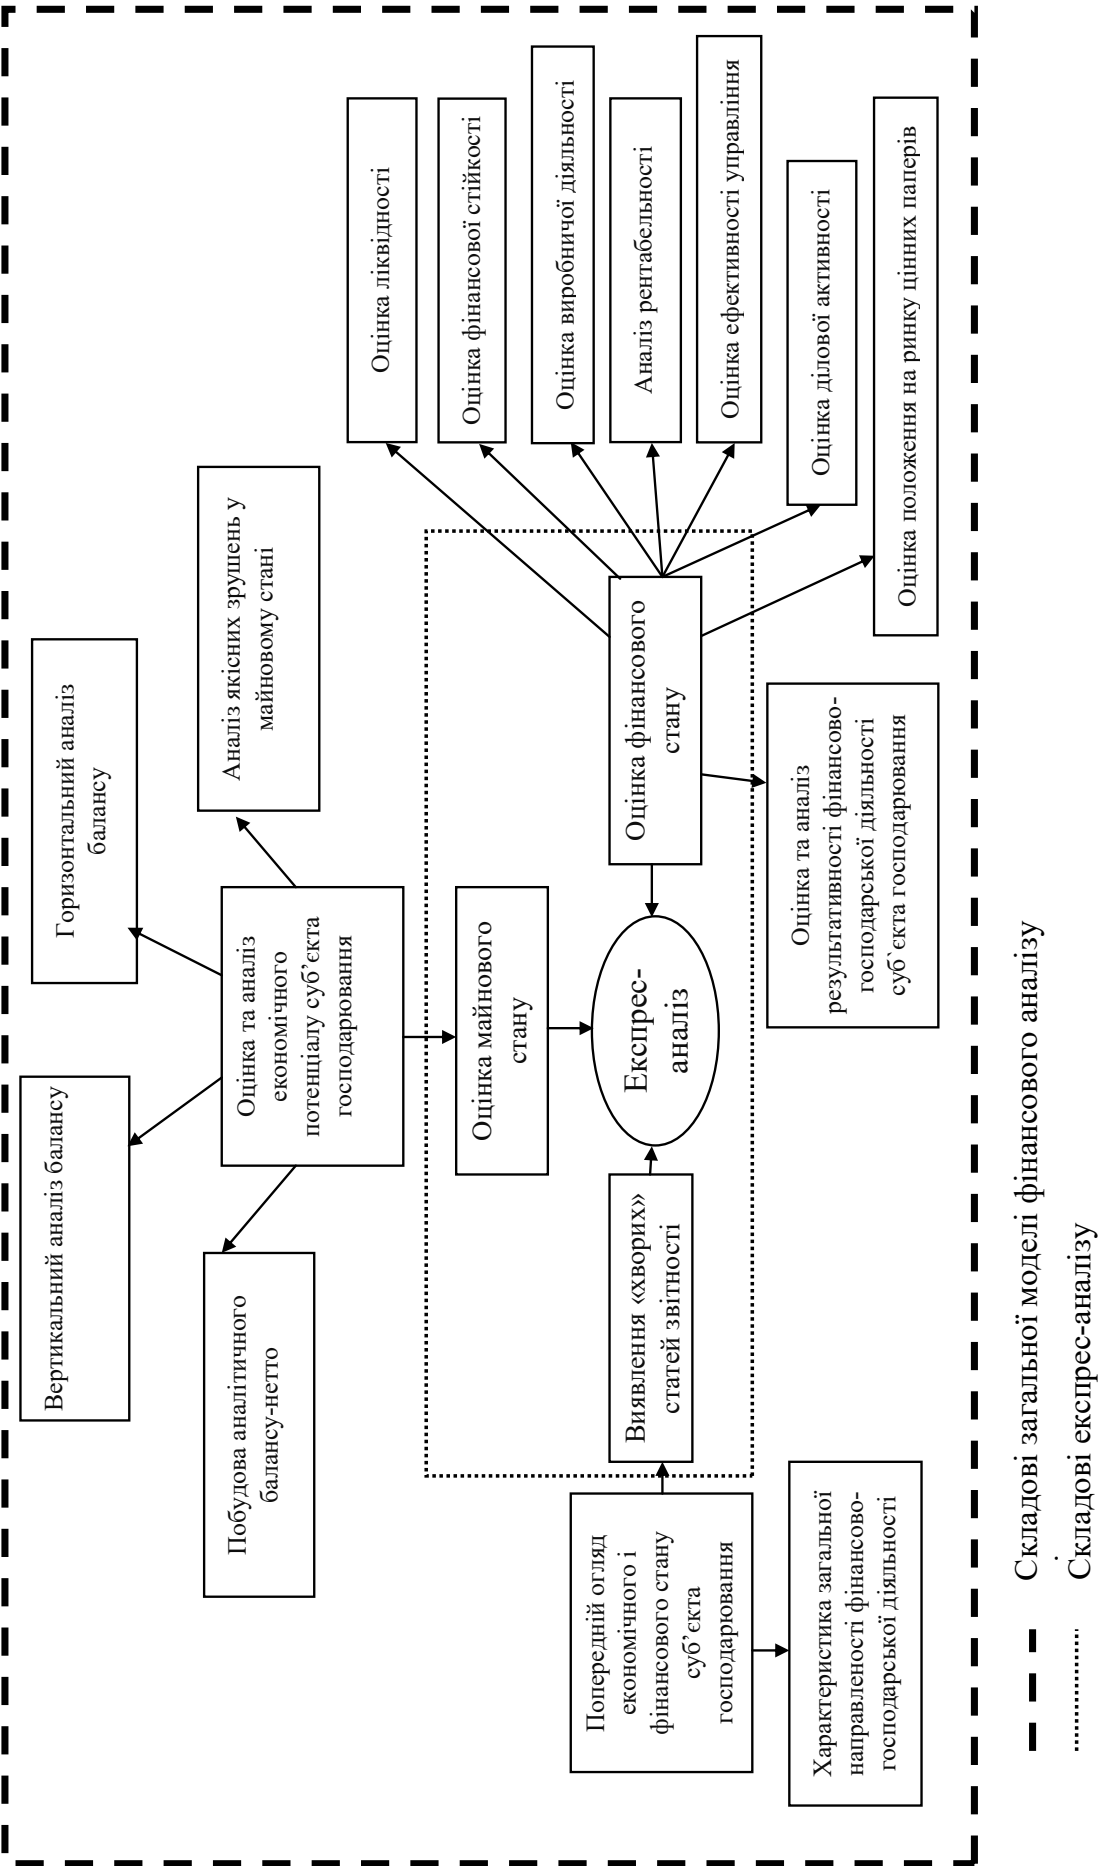 Вертикальний аналіз балансу
Горизонтальний аналіз
балансу
Побудова аналітичного
балансу-нетто
Оцінка та аналіз
економічного
потенціалу суб’єкта
господарювання
Аналіз якісних зрушень у
майновому стані
Оцінка ліквідності
Оцінка фінансової стійкості
Оцінка виробничої діяльності
Аналіз рентабельності
Оцінка ефективності управління
Оцінка ділової активності
Оцінка положення на ринку цінних паперів
Оцінка майнового
стану
Попередній огляд
економічного і
фінансового стану
суб’єкта
господарювання
Виявлення «хворих»
статей звітності
Експрес-
аналіз
Оцінка фінансового
стану
Характеристика загальної
направленості фінансово-
господарської діяльності
Оцінка та аналіз
результативності фінансово-
господарської діяльності
суб`єкта господарювання
Складові загальної моделі фінансового аналізу
Складові експрес-аналізу